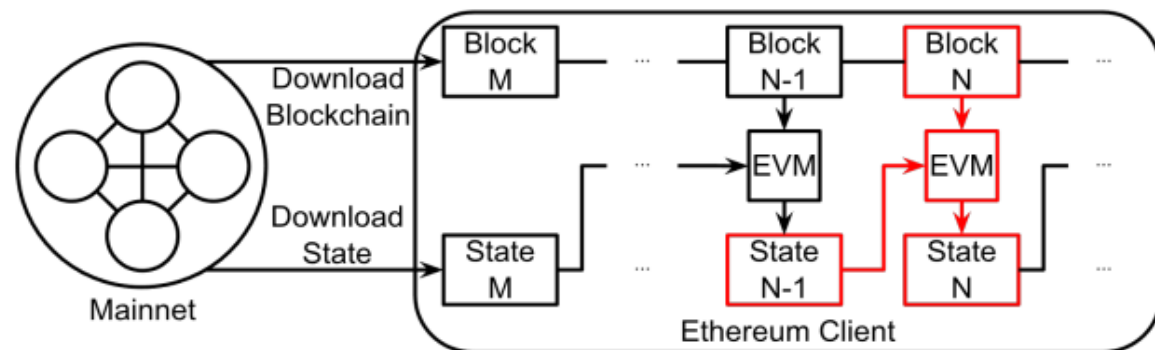 Block
M
...
Block
N-1
Block
N
...
Download
Blockchain
...
EVM
EVM
...
Download
State
State
M
...
State
N-1
State
N
...
Mainnet
Ethereum Client